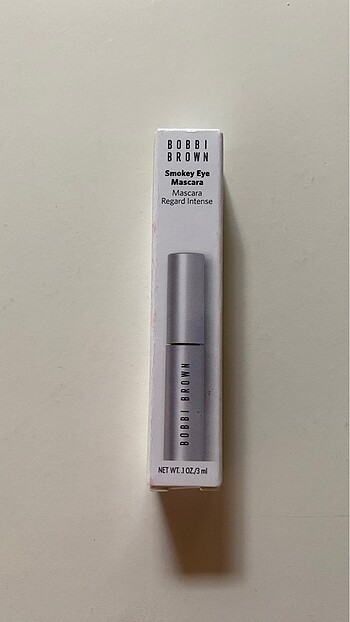 BOBBI
BROWN
Smokey Eye
Mascara
Mascara
Regard Intense
BOBBI BROWN
NET WT. .1 OZ./3 ml